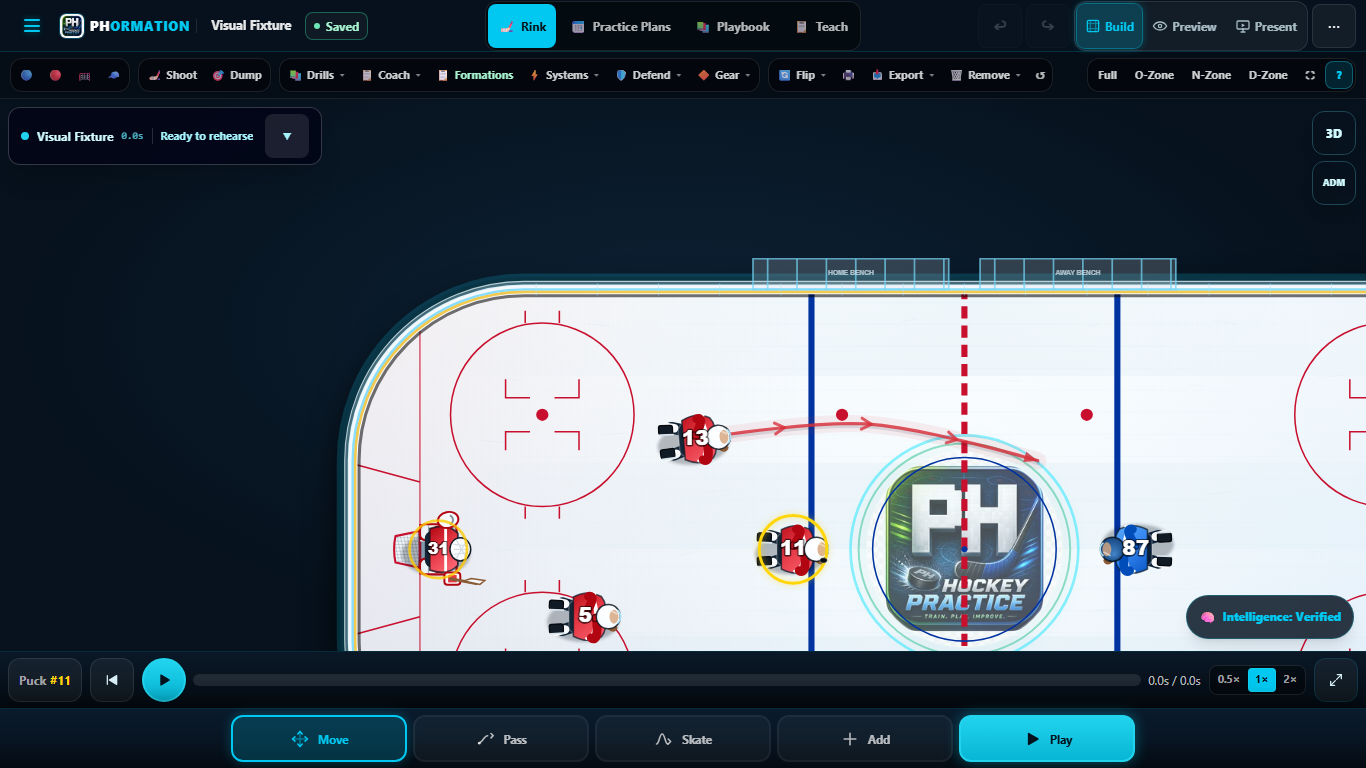 PH PHORMATION Visual Fixture Saved Rink Practice Plans Playbook Teach Build Preview Present ...
Shoot Dump Drills Coach Formations Systems Defend Gear Flip Export Remove ↺ Full O-Zone N-Zone D-Zone ?
Visual Fixture 0.0s Ready to rehearse
3D
ADM
HOME BENCH AWAY BENCH
13
PH
31
11
87
PH
HOCKEY
PRACTICE
TRAIN. PLAY. IMPROVE.
5
Intelligence: Verified
Puck #11 0.0s / 0.0s 0.5× 1× 2×
Move Pass Skate Add Play